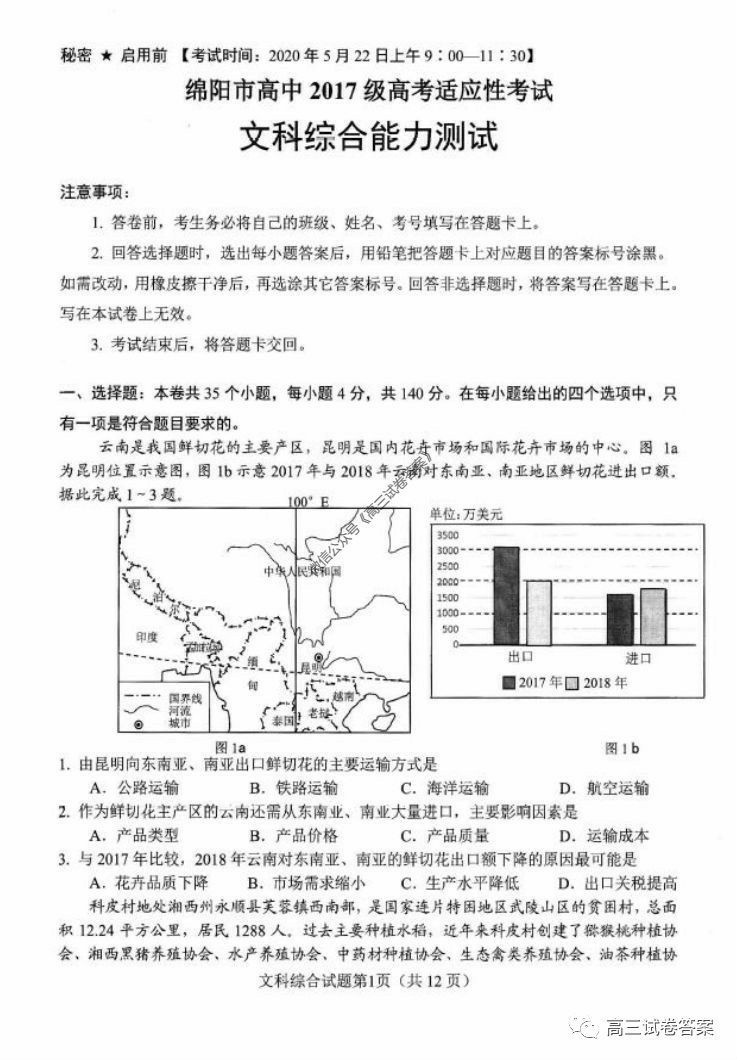 秘密 ★ 启用前 【考试时间：2020 年 5 月 22 日上午 9：00—11：30】
绵阳市高中 2017 级高考适应性考试
文科综合能力测试
注意事项：
1. 答卷前，考生务必将自己的班级、姓名、考号填写在答题卡上。
2. 回答选择题时，选出每小题答案后，用铅笔把答题卡上对应题目的答案标号涂黑。
如需改动，用橡皮擦干净后，再选涂其它答案标号。回答非选择题时，将答案写在答题卡上。
写在本试卷上无效。
3. 考试结束后，将答题卡交回。
一、选择题：本卷共 35 个小题，每小题 4 分，共 140 分。在每小题给出的四个选项中，只
有一项是符合题目要求的。
云南是我国鲜切花的主要产区，昆明是国内花卉市场和国际花卉市场的中心。图 1a
为昆明位置示意图，图 1b 示意 2017 年与 2018 年云南对东南亚、南亚地区鲜切花进出口额。
据此完成 1～3 题。
微信公众号《高三试卷答案》
100° E
中华人民共和国
尼
泊
尔
印度
孟加拉国
缅
甸
昆明
越南
老挝
泰国
国界线
河流
城市
图 1a
单位：万美元
3500
3000
2500
2000
1500
1000
500
0
出口
进口
2017 年 2018 年
图 1 b
1. 由昆明向东南亚、南亚出口鲜切花的主要运输方式是
A．公路运输 B．铁路运输 C．海洋运输 D．航空运输
2. 作为鲜切花主产区的云南还需从东南亚、南亚大量进口，主要影响因素是
A．产品类型 B．产品价格 C．产品质量 D．运输成本
3. 与 2017 年比较，2018 年云南对东南亚、南亚的鲜切花出口额下降的原因最可能是
A．花卉品质下降 B．市场需求缩小 C．生产水平降低 D．出口关税提高
科皮村地处湘西州永顺县芙蓉镇西南部，是国家连片特困地区武陵山区的贫困村，总面
积 12.24 平方公里，居民 1288 人。过去主要种植水稻，近年来科皮村创建了猕猴桃种植协
会、湘西黑猪养殖协会、水产养殖协会、中药材种植协会、生态禽类养殖协会、油茶种植协
文科综合试题第1页（共 12 页）
高三试卷答案